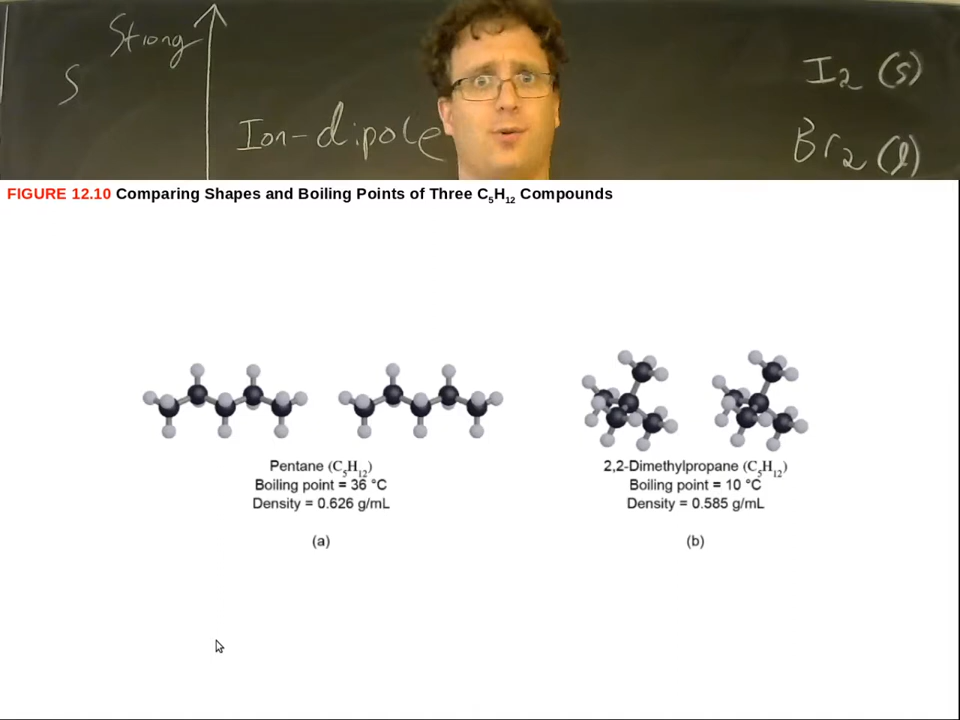 Strong
S
Ion-dipole
I2 (s)
Br2 (l)
FIGURE 12.10 Comparing Shapes and Boiling Points of Three C5H12 Compounds
Pentane (C5H12)
Boiling point = 36 °C
Density = 0.626 g/mL
(a)
2,2-Dimethylpropane (C5H12)
Boiling point = 10 °C
Density = 0.585 g/mL
(b)